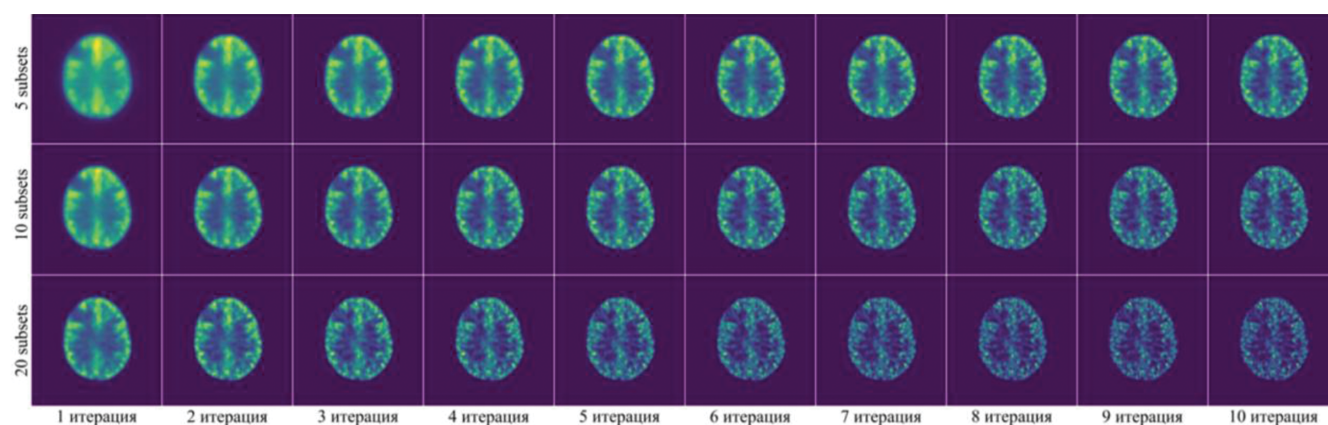 5 subsets
10 subsets
20 subsets
1 итерация 2 итерация 3 итерация 4 итерация 5 итерация 6 итерация 7 итерация 8 итерация 9 итерация 10 итерация